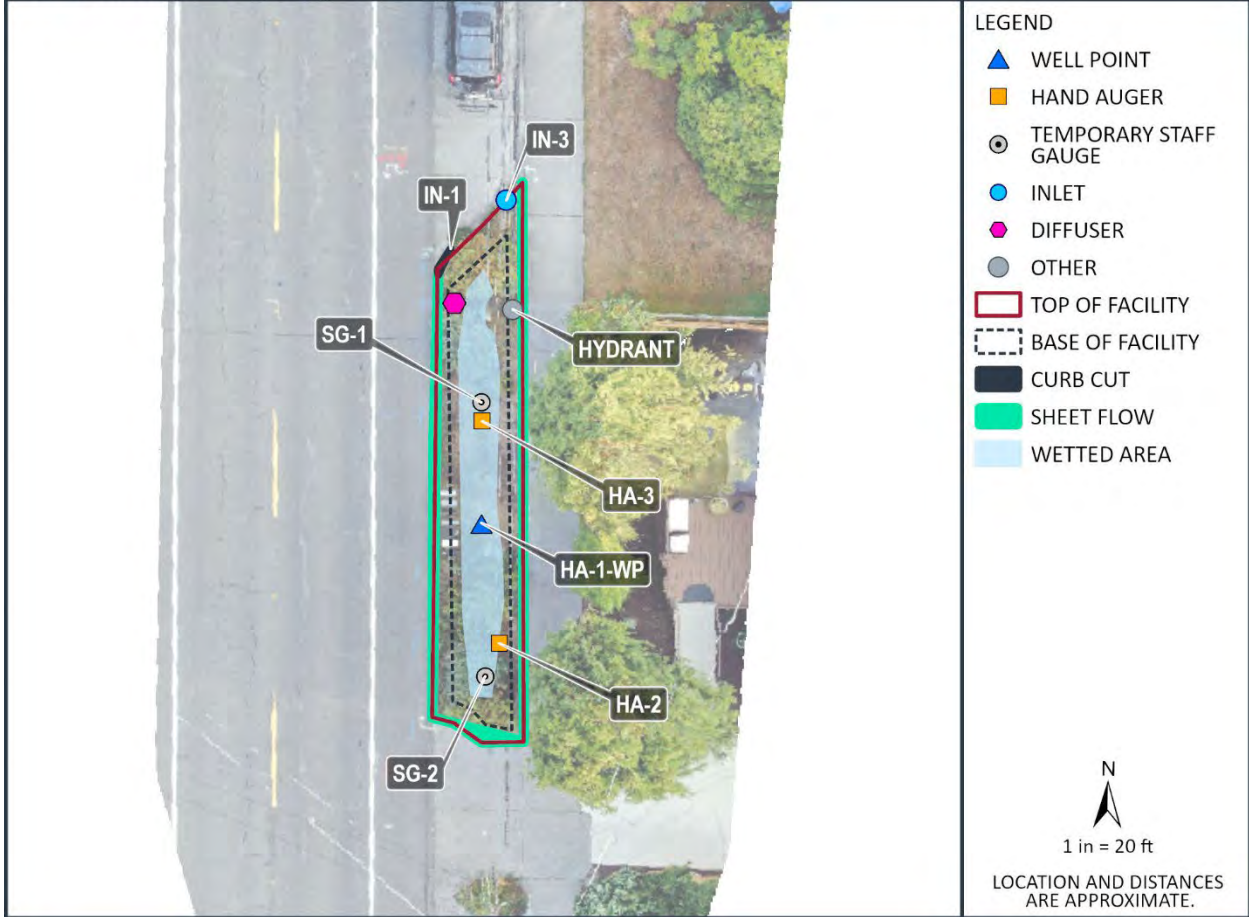 IN-3
IN-1
SG-1
HYDRANT
HA-3
HA-1-WP
HA-2
SG-2
LEGEND
WELL POINT
HAND AUGER
TEMPORARY STAFF
GAUGE
INLET
DIFFUSER
OTHER
TOP OF FACILITY
BASE OF FACILITY
CURB CUT
SHEET FLOW
WETTED AREA
N
1 in = 20 ft
LOCATION AND DISTANCES
ARE APPROXIMATE.